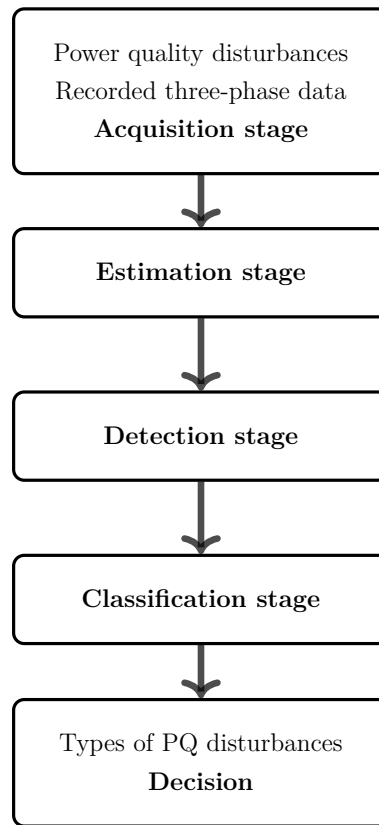 Power quality disturbances
Recorded three-phase data
Acquisition stage
Estimation stage
Detection stage
Classification stage
Types of PQ disturbances
Decision